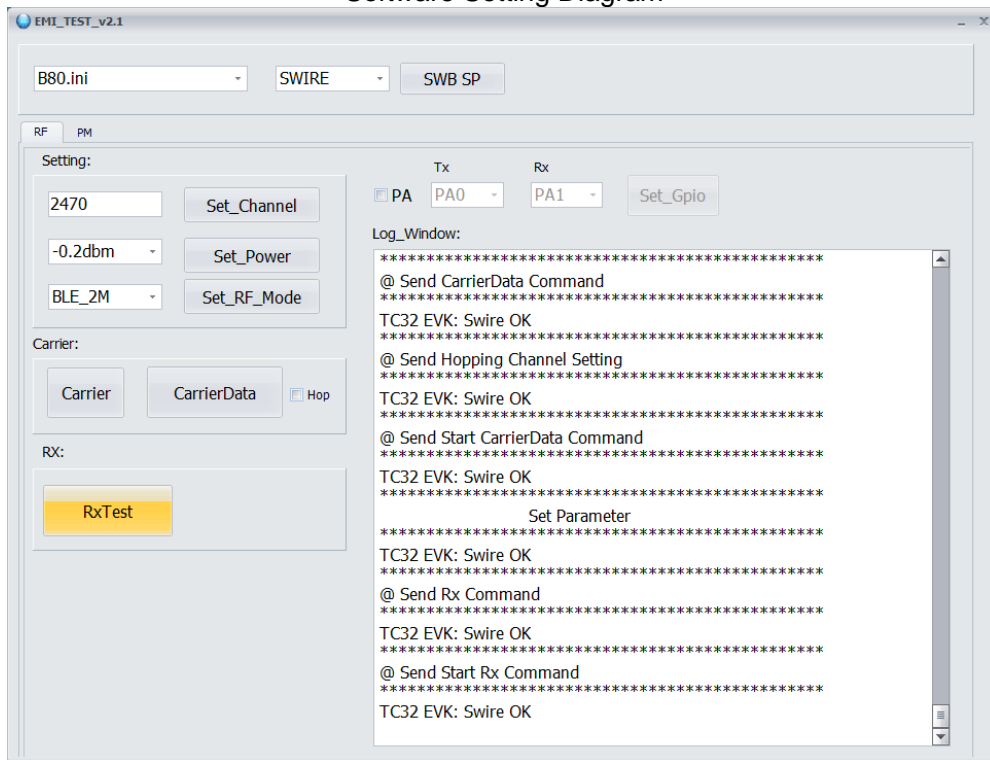 Software Setting Diagram
EMI_TEST_v2.1
B80.ini SWIRE SWB SP
RF PM
Setting:
2470 Set_Channel
-0.2dbm Set_Power
BLE_2M Set_RF_Mode
Carrier:
Carrier CarrierData Hop
RX:
RxTest
Tx Rx
PA PA0 PA1 Set_Gpio
Log_Window:
************************************************
@ Send CarrierData Command
************************************************
TC32 EVK: Swire OK
************************************************
@ Send Hopping Channel Setting
************************************************
TC32 EVK: Swire OK
************************************************
@ Send Start CarrierData Command
************************************************
TC32 EVK: Swire OK
************************************************
Set Parameter
************************************************
TC32 EVK: Swire OK
************************************************
@ Send Rx Command
************************************************
TC32 EVK: Swire OK
************************************************
@ Send Start Rx Command
************************************************
TC32 EVK: Swire OK